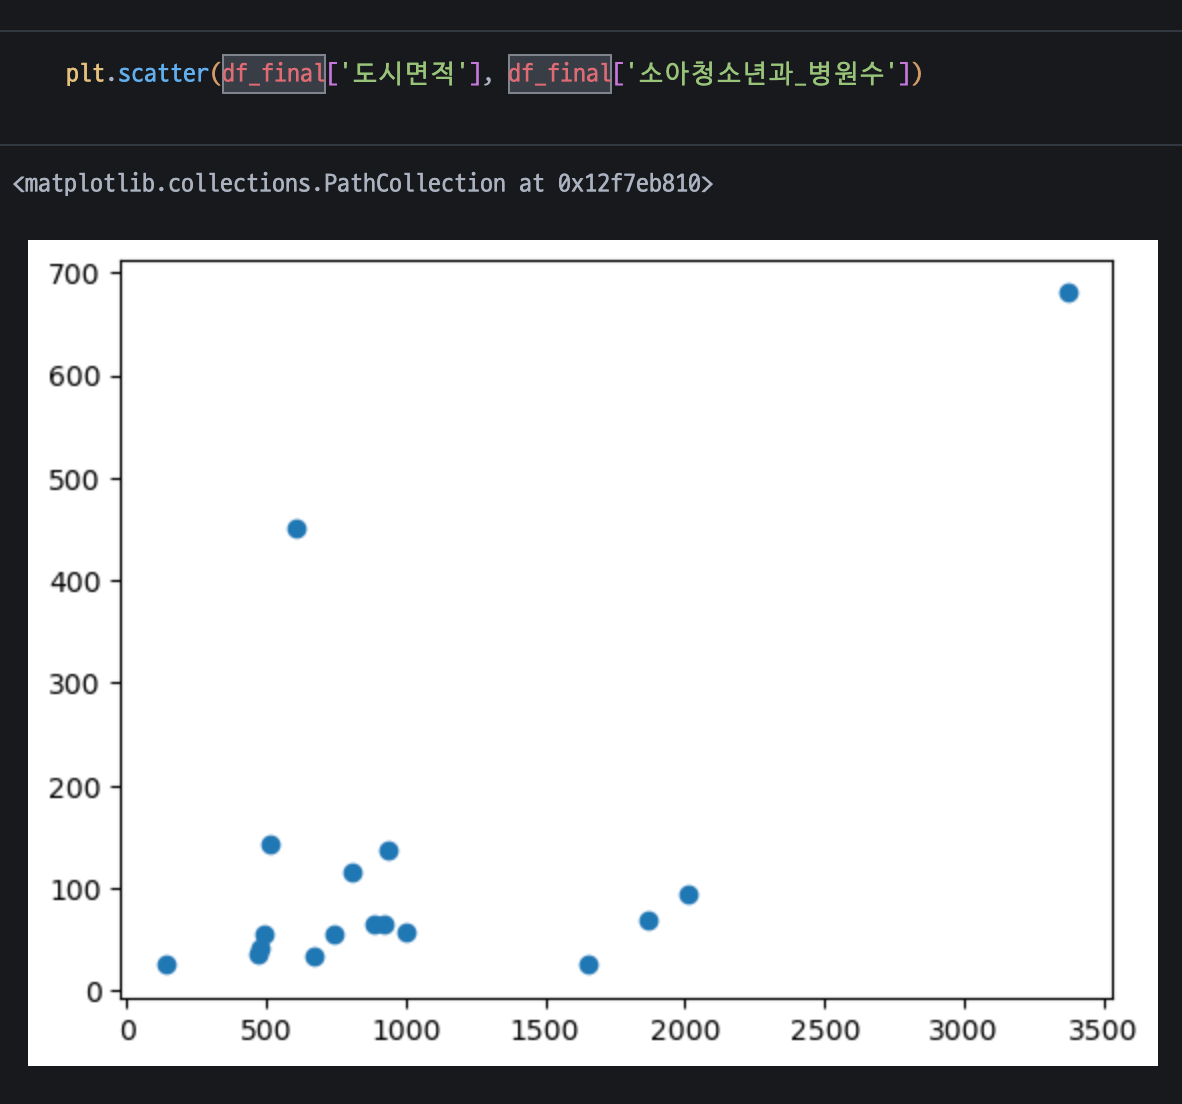 plt.scatter(df_final['도시면적'], df_final['소아청소년과_병원수'])
<matplotlib.collections.PathCollection at 0x12f7eb810>
700
600
500
400
300
200
100
0
0 500 1000 1500 2000 2500 3000 3500